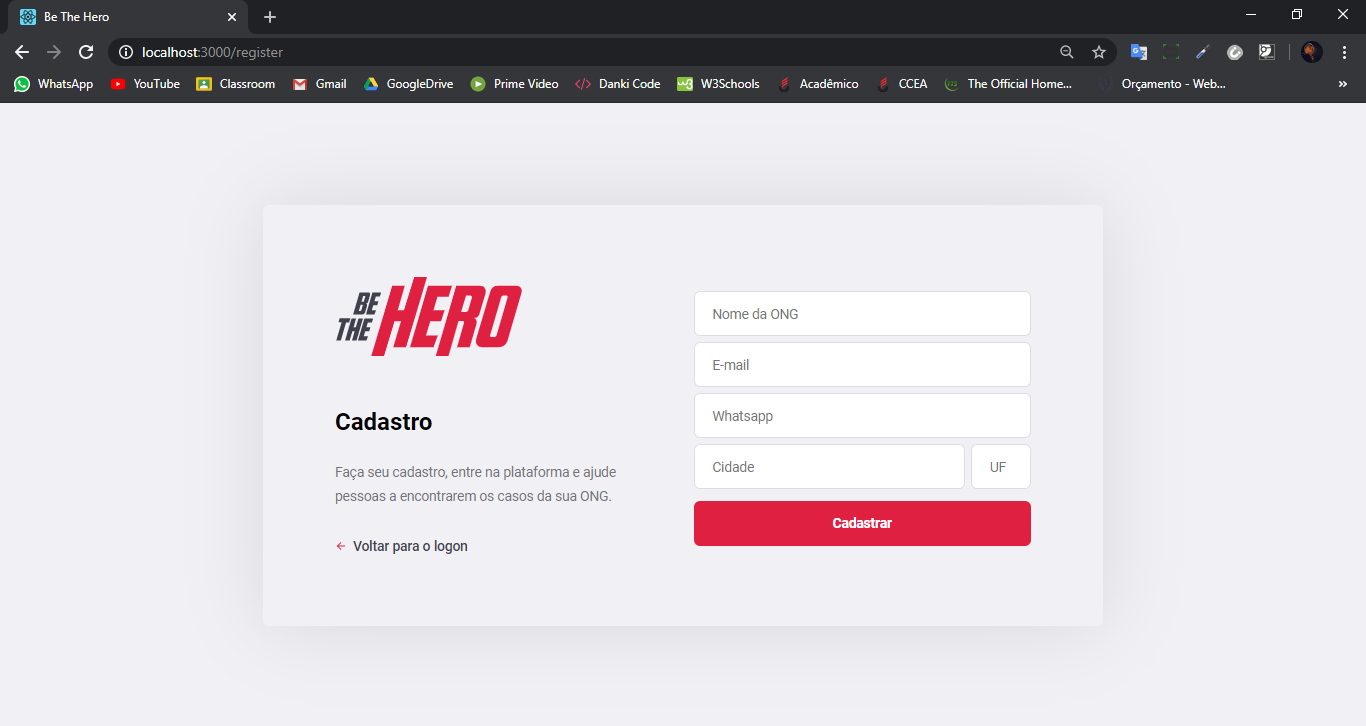 Be The Hero
localhost:3000/register
WhatsApp YouTube Classroom Gmail GoogleDrive Prime Video Danki Code W3Schools Acadêmico CCEA The Official Home... Orçamento - Web... »
BE THE HERO
Cadastro
Faça seu cadastro, entre na plataforma e ajude
pessoas a encontrarem os casos da sua ONG.
Voltar para o logon
Nome da ONG
E-mail
Whatsapp
Cidade UF
Cadastrar